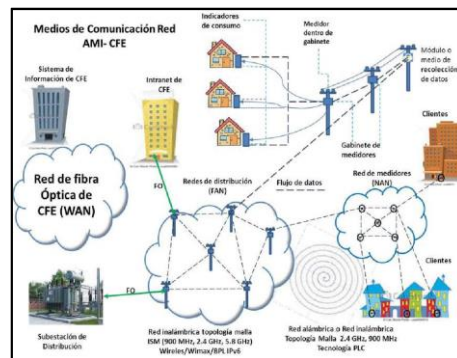 Medios de Comunicación Red
AMI- CFE
Indicadores
de consumo
Medidor
dentro de
gabinete
Módulo o
medio de
recolección
de datos
Sistema de
Información de CFE
Intranet de
CFE
Clientes
Gabinete de
medidores
Red de fibra
Óptica de
CFE (WAN)
FO
Redes de
distribución
(FAN)
Flujo de datos
Red de medidores (NAN)
Clientes
FO
Subestación de
Distribución
Red inalámbrica topología malla
ISM (900 MHz, 2.4 GHz, 5.8 GHz)
Wireles/Wimax/BPL IPv6
Red alámbrica o Red inalámbrica
Topología Malla 2.4 GHz, 900 MHz
Tecnología PLC